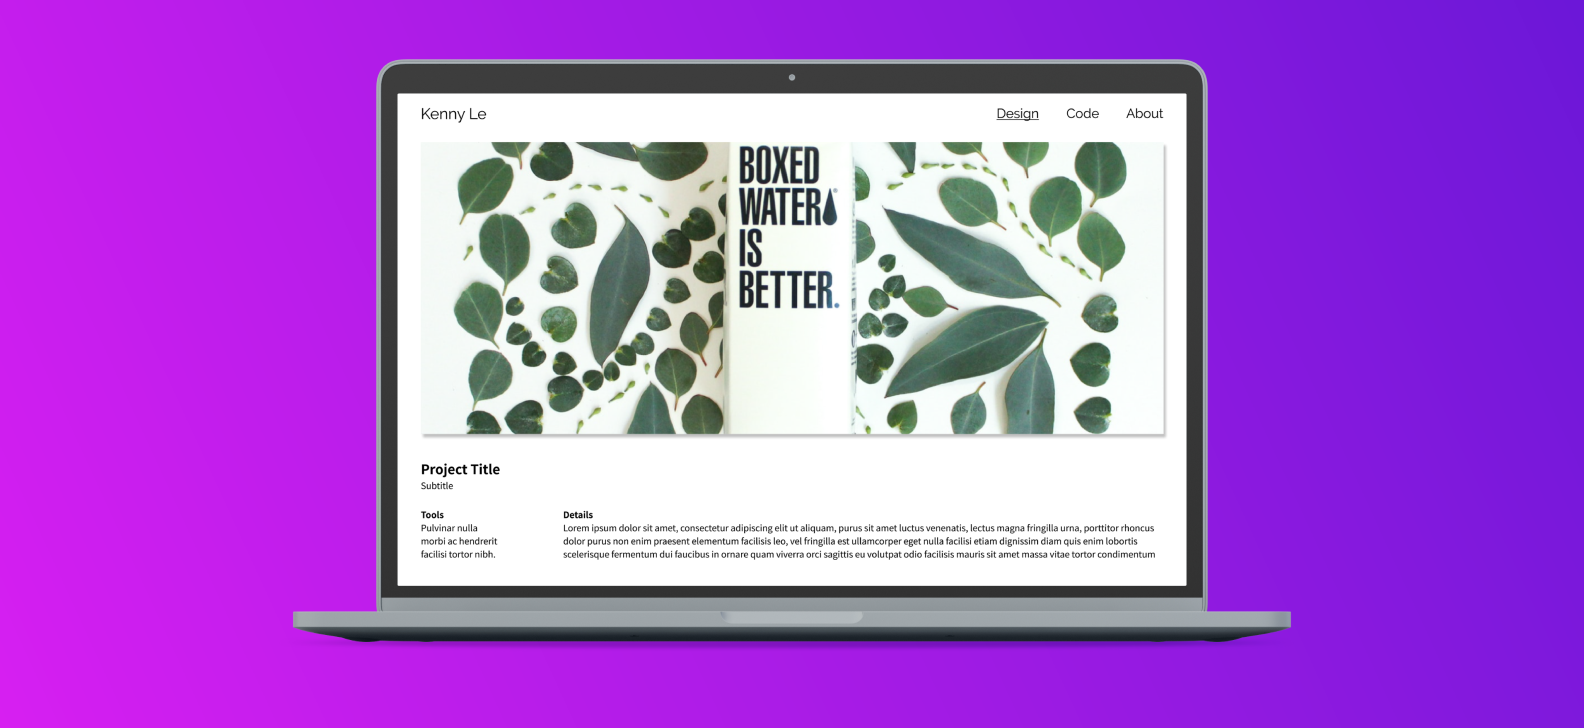 Kenny Le
Design Code About
BOXED
WATER
IS
BETTER.
Project Title
Subtitle
Tools
Pulvinar nulla
morbi ac hendrerit
facilisi tortor nibh.
Details
Lorem ipsum dolor sit amet, consectetur adipiscing elit ut aliquam, purus sit amet luctus venenatis, lectus magna fringilla urna, porttitor rhoncus
dolor purus non enim praesent elementum facilisis leo, vel fringilla est ullamcorper eget nulla facilisi etiam dignissim diam quis enim lobortis
scelerisque fermentum dui faucibus in ornare quam viverra orci sagittis eu volutpat odio facilisis mauris sit amet massa vitae tortor condimentum